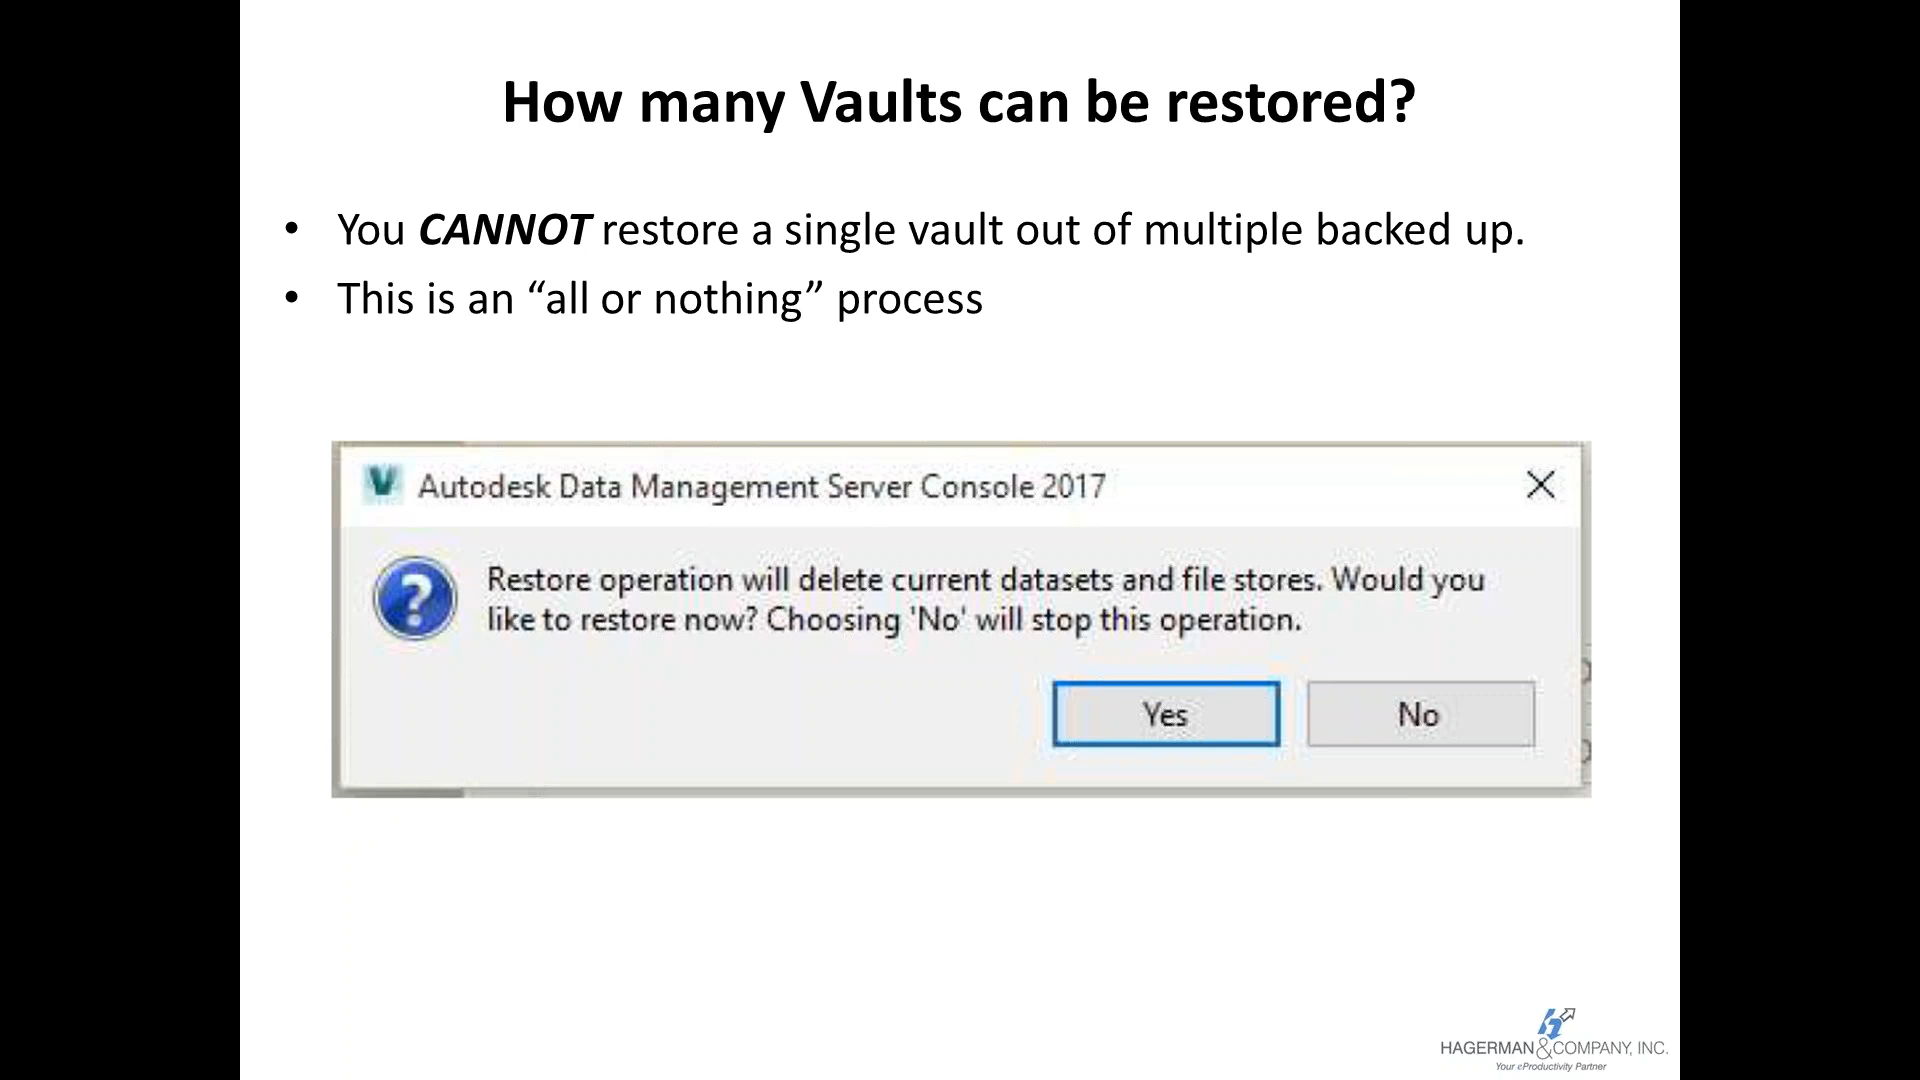 How many Vaults can be restored?
• You CANNOT restore a single vault out of multiple backed up.
• This is an “all or nothing” process
Autodesk Data Management Server Console 2017
Restore operation will delete current datasets and file stores. Would you
like to restore now? Choosing 'No' will stop this operation.
Yes No
HAGERMAN&COMPANY, INC.
Your eProductivity Partner